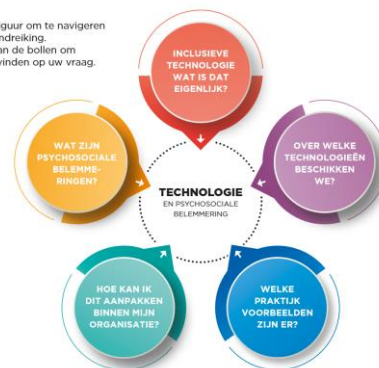 guur om te navigeren
ndreiking.
an de bollen om
vinden op uw vraag.
INCLUSIEVE
TECHNOLOGIE
WAT IS DAT
EIGENLIJK?
WAT ZIJN
PSYCHOSOCIALE
BELEMME-
RINGEN?
OVER WELKE
TECHNOLOGIEËN
BESCHIKKEN
WE?
TECHNOLOGIE
EN PSYCHOSOCIALE
BELEMMERING
HOE KAN IK
DIT AANPAKKEN
BINNEN MIJN
ORGANISATIE?
WELKE
PRAKTIJK
VOORBEELDEN
ZIJN ER?